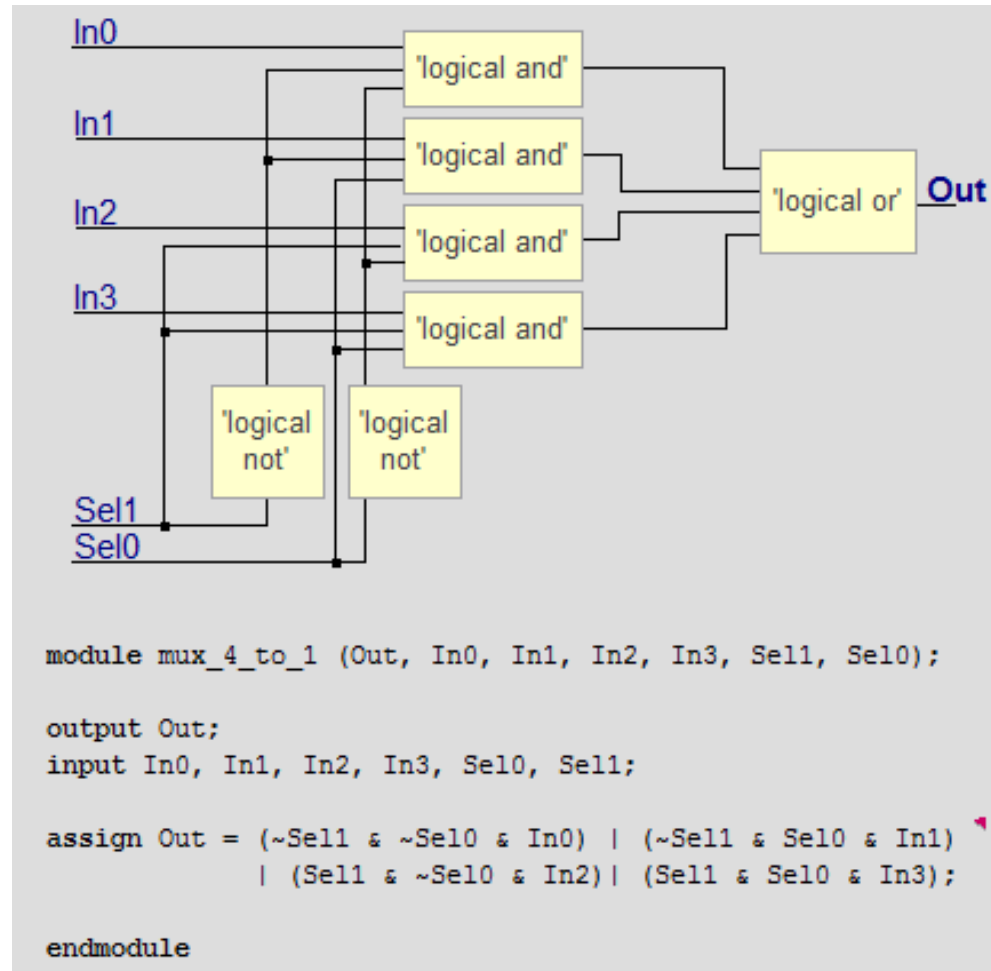 In0
'logical and'
In1
'logical and'
'logical or'
Out
In2
'logical and'
In3
'logical and'
'logical
not'
'logical
not'
Sel1
Sel0
module mux_4_to_1 (Out, In0, In1, In2, In3, Sel1, Sel0);
output Out;
input In0, In1, In2, In3, Sel0, Sel1;
assign Out = (~Sel1 & ~Sel0 & In0) | (~Sel1 & Sel0 & In1)
| (Sel1 & ~Sel0 & In2)| (Sel1 & Sel0 & In3);
endmodule